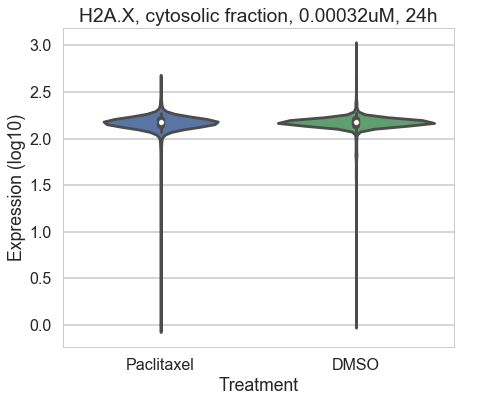 H2A.X, cytosolic fraction, 0.00032uM, 24h
Expression (log10)
3.0
2.5
2.0
1.5
1.0
0.5
0.0
Paclitaxel
DMSO
Treatment